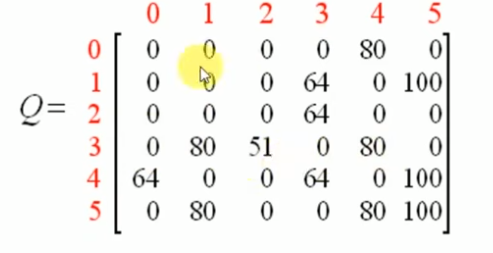 0 1 2 3 4 5
0 0 0 0 0 80 0
1 0 0 0 64 0 100
Q= 2 0 0 0 64 0 0
3 0 80 51 0 80 0
4 64 0 0 64 0 100
5 0 80 0 0 80 100